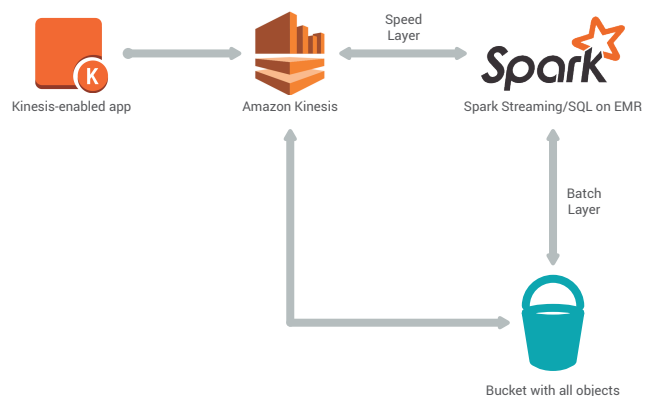 Speed
Layer
K
Spark
Kinesis-enabled app
Amazon Kinesis
Spark Streaming/SQL on EMR
Batch
Layer
Bucket with all objects